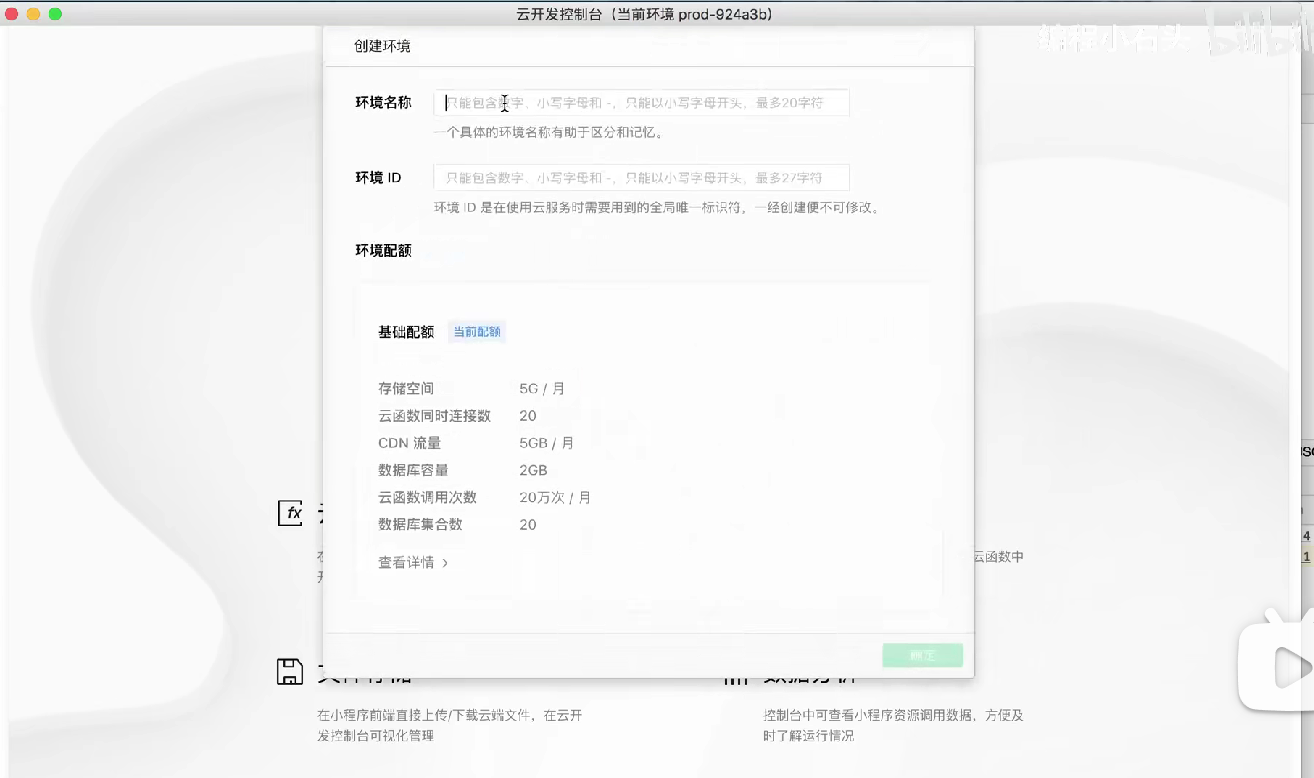 云开发控制台（当前环境 prod-924a3b）
编程小石头
bilibili
创建环境
环境名称
只能包含数字、小写字母和 -，只能以小写字母开头，最多20字符
一个具体的环境名称有助于区分和记忆。
环境 ID
只能包含数字、小写字母和 -，只能以小写字母开头，最多27字符
环境 ID 是在使用云服务时需要用到的全局唯一标识符，一经创建便不可修改。
环境配额
基础配额 当前配额
存储空间 5G / 月
云函数同时连接数 20
CDN 流量 5GB / 月
数据库容量 2GB
云函数调用次数 20万次 / 月
数据库集合数 20
查看详情 >
fx
云函数中
确定
文件存储
数据分析
在小程序前端直接上传/下载云端文件，在云开
发控制台可视化管理
控制台中可查看小程序资源调用数据，方便及
时了解运行情况